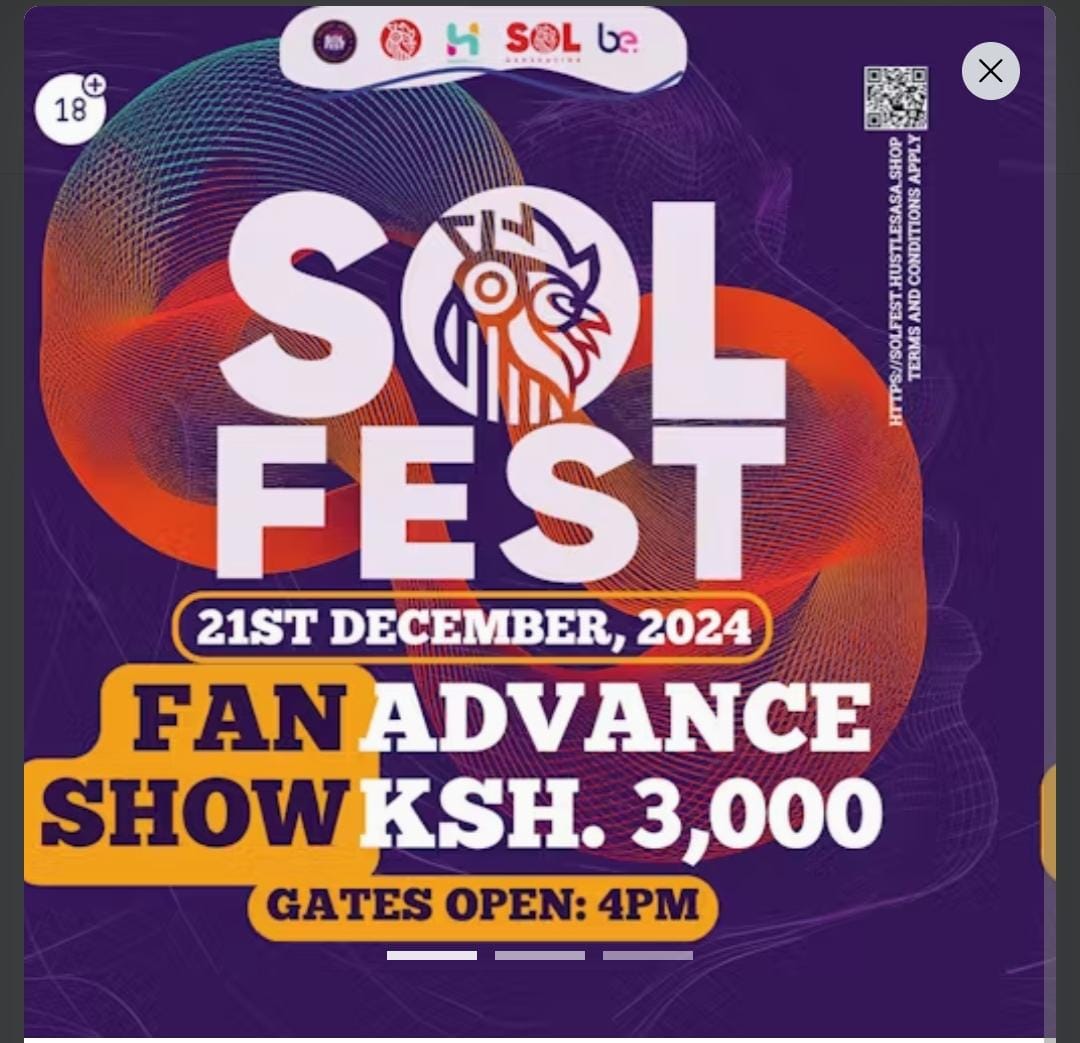 SOL
GENERATION
be.
18+
HTTPS://SOLFEST.HUSTLESASA.SHOP
TERMS AND CONDITIONS APPLY
SOL
FEST
21ST DECEMBER, 2024
FAN ADVANCE
SHOW KSH. 3,000
GATES OPEN: 4PM